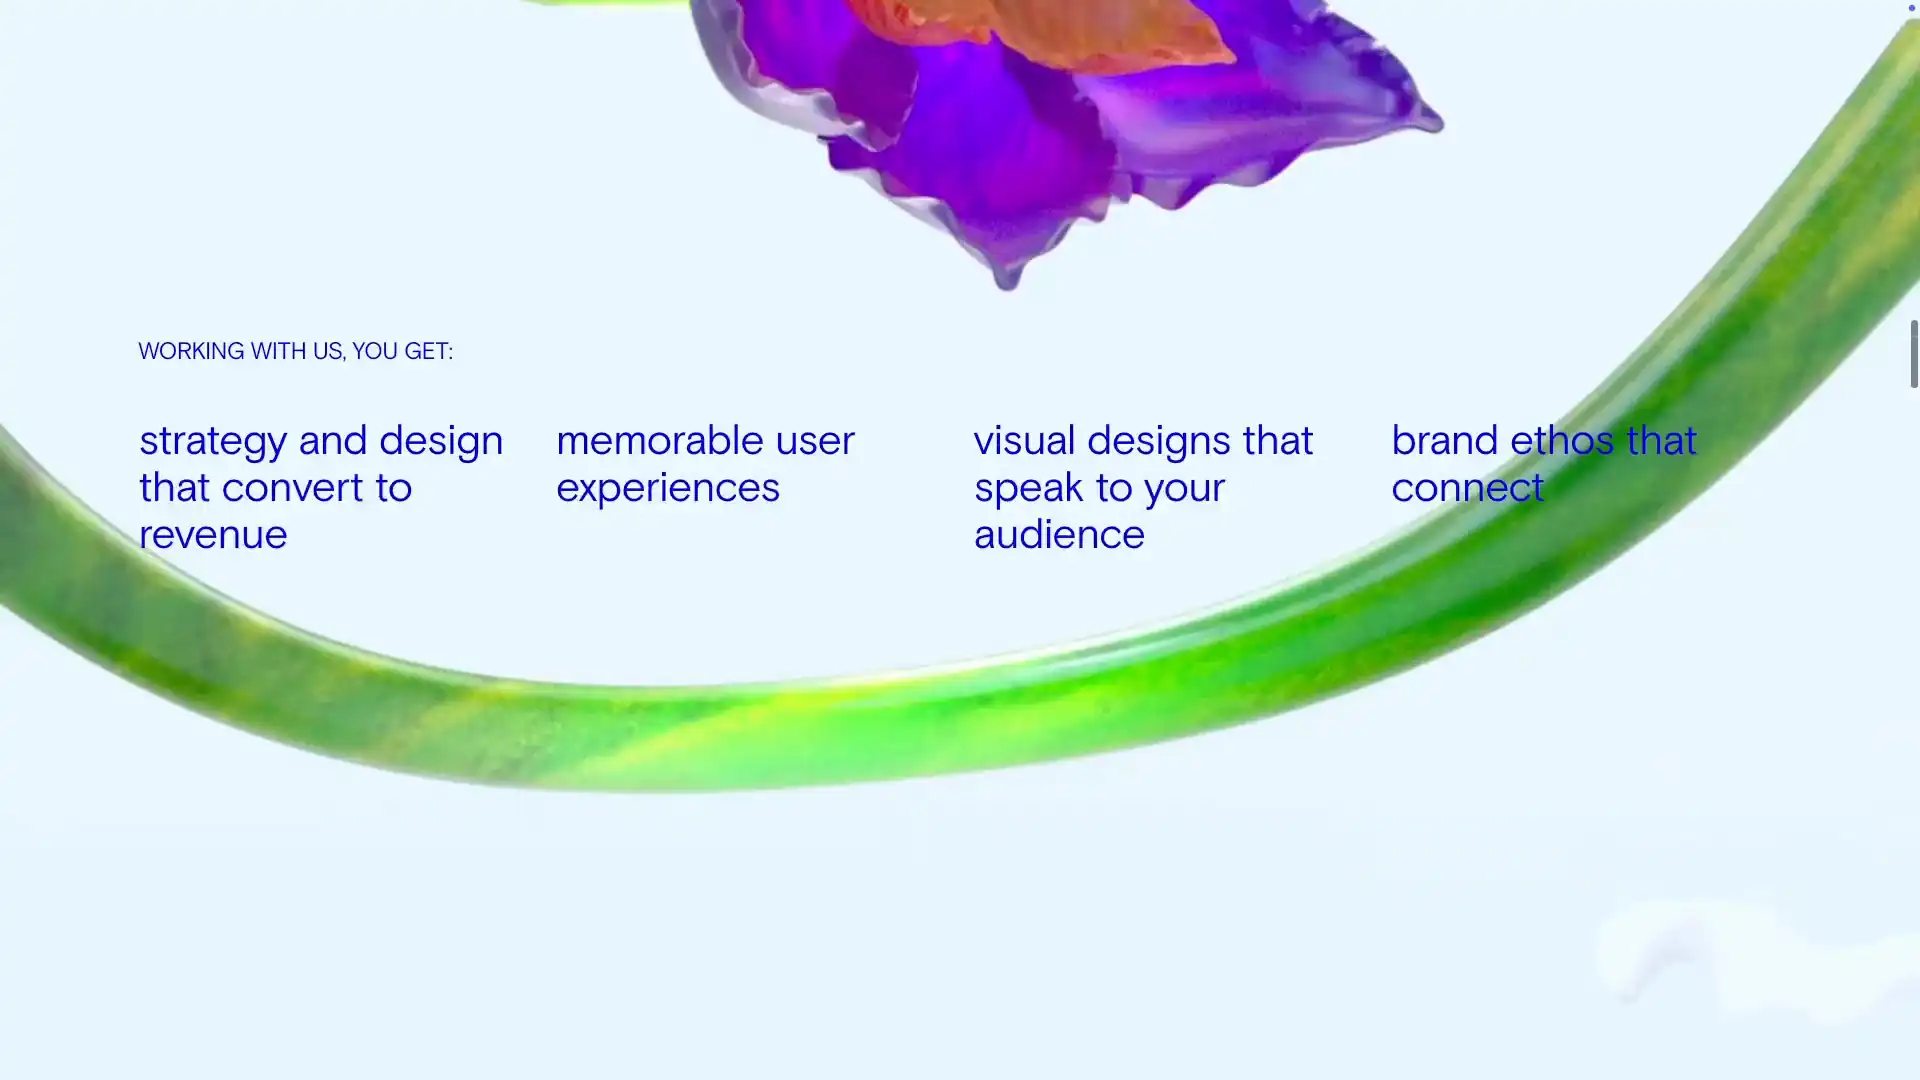 WORKING WITH US, YOU GET:
strategy and design
that convert to
revenue
memorable user
experiences
visual designs that
speak to your
audience
brand ethos that
connect